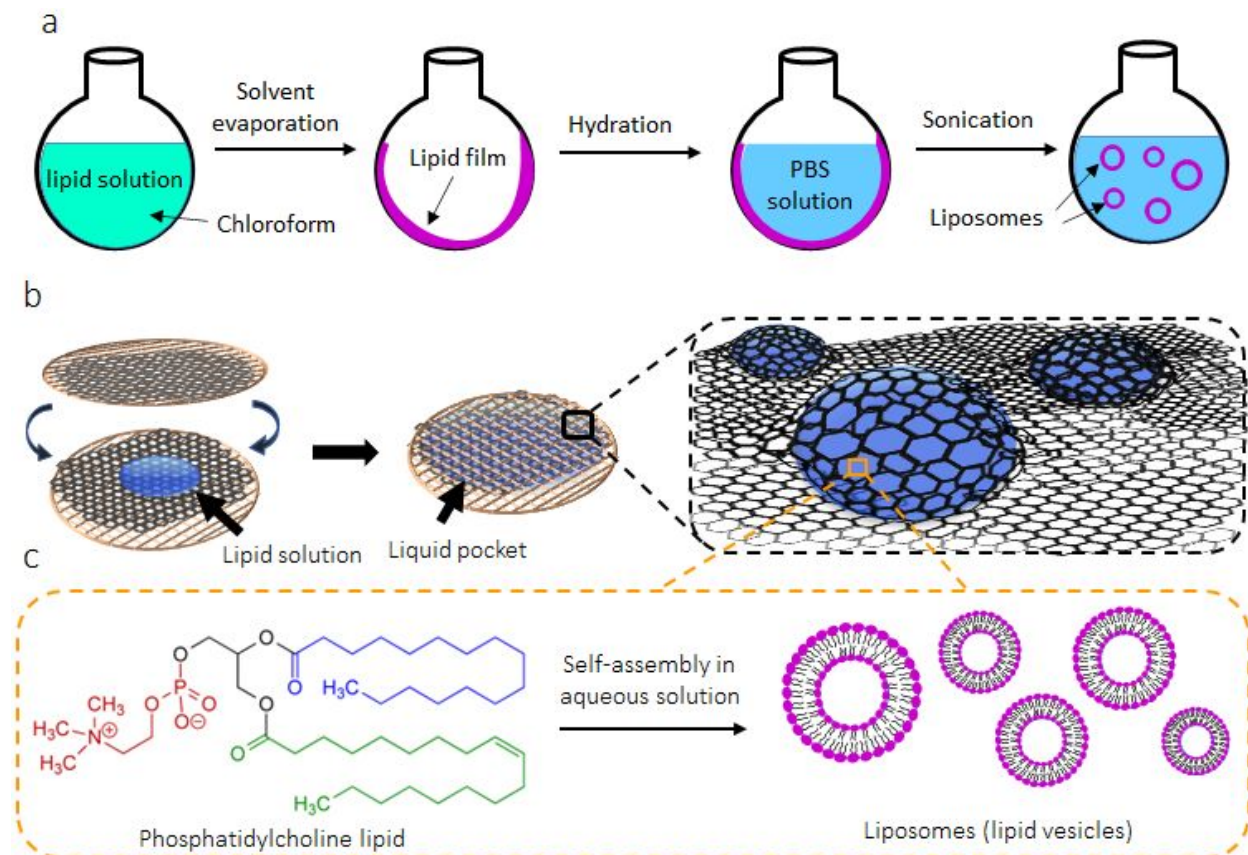 a
Solvent
evaporation
Hydration
Sonication
lipid solution
Lipid film
PBS
solution
Chloroform
Liposomes
b
Lipid solution
Liquid pocket
c
O
O
O
P
O
O
O⊖
O
O
H₃C
CH₃
H₃C
N⊕
H₃C
O
H₃C
Self-assembly in
aqueous solution
Phosphatidylcholine lipid
Liposomes (lipid vesicles)